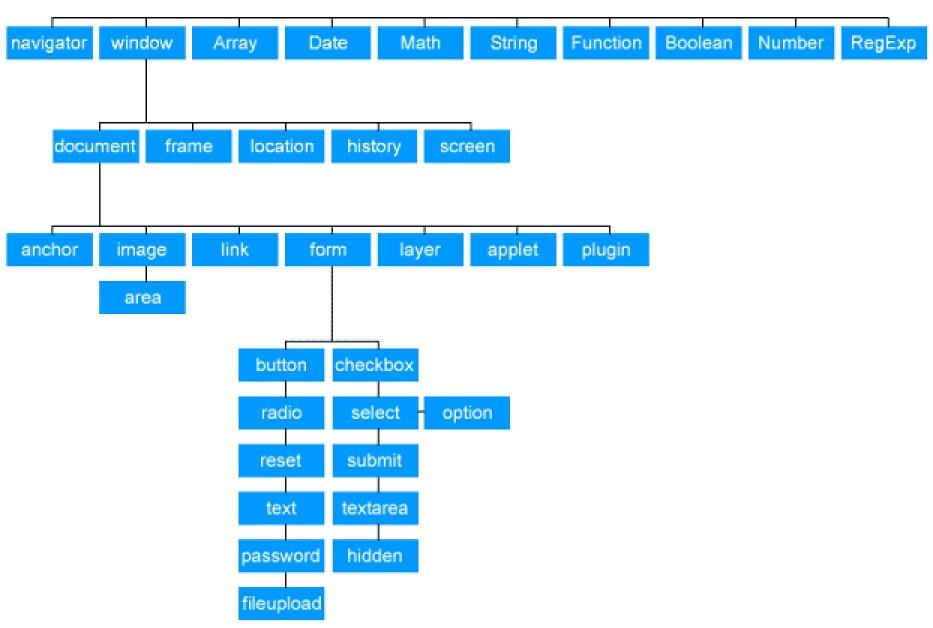 navigator window Array Date Math String Function Boolean Number RegExp
document frame location history screen
anchor image link form layer applet plugin
area
button checkbox
radio select option
reset submit
text textarea
password hidden
fileupload